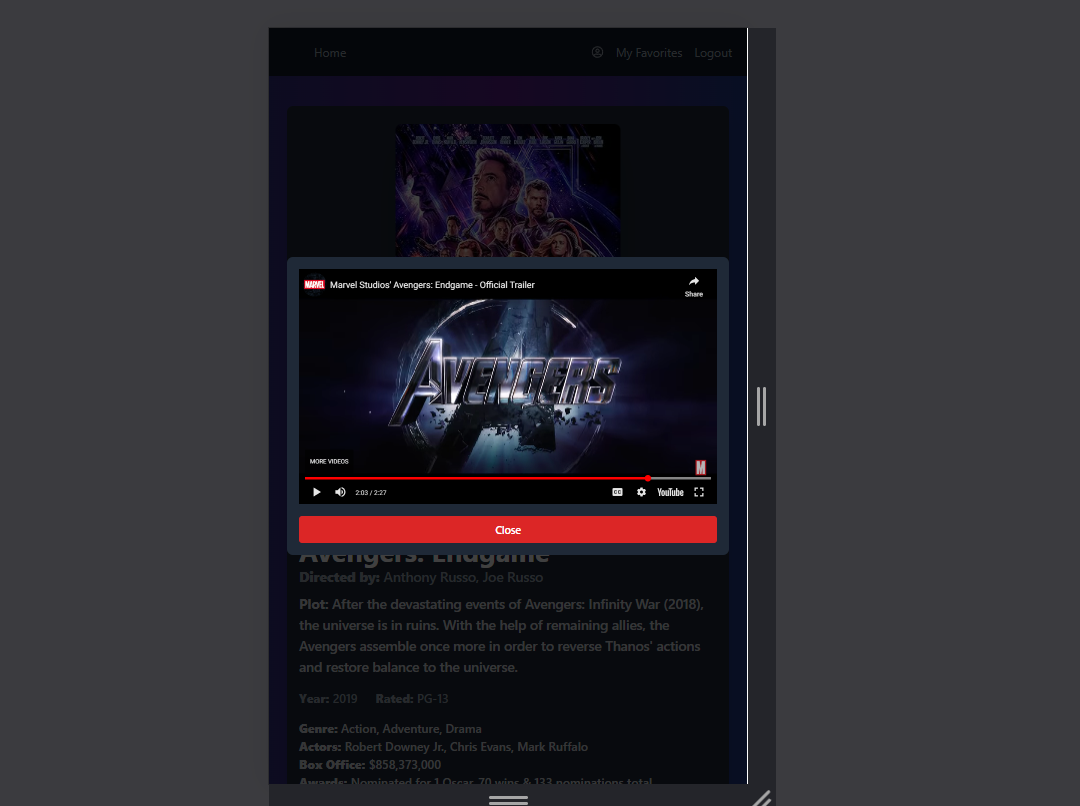 Home My Favorites Logout
MARVEL Marvel Studios' Avengers: Endgame - Official Trailer
Share
AVENGERS
MORE VIDEOS
M
2:03 / 2:27 CC YouTube
Close
Avengers: Endgame
Directed by: Anthony Russo, Joe Russo
Plot: After the devastating events of Avengers: Infinity War (2018),
the universe is in ruins. With the help of remaining allies, the
Avengers assemble once more in order to reverse Thanos' actions
and restore balance to the universe.
Year: 2019 Rated: PG-13
Genre: Action, Adventure, Drama
Actors: Robert Downey Jr., Chris Evans, Mark Ruffalo
Box Office: $858,373,000
Awards: Nominated for 1 Oscar. 70 wins & 133 nominations total